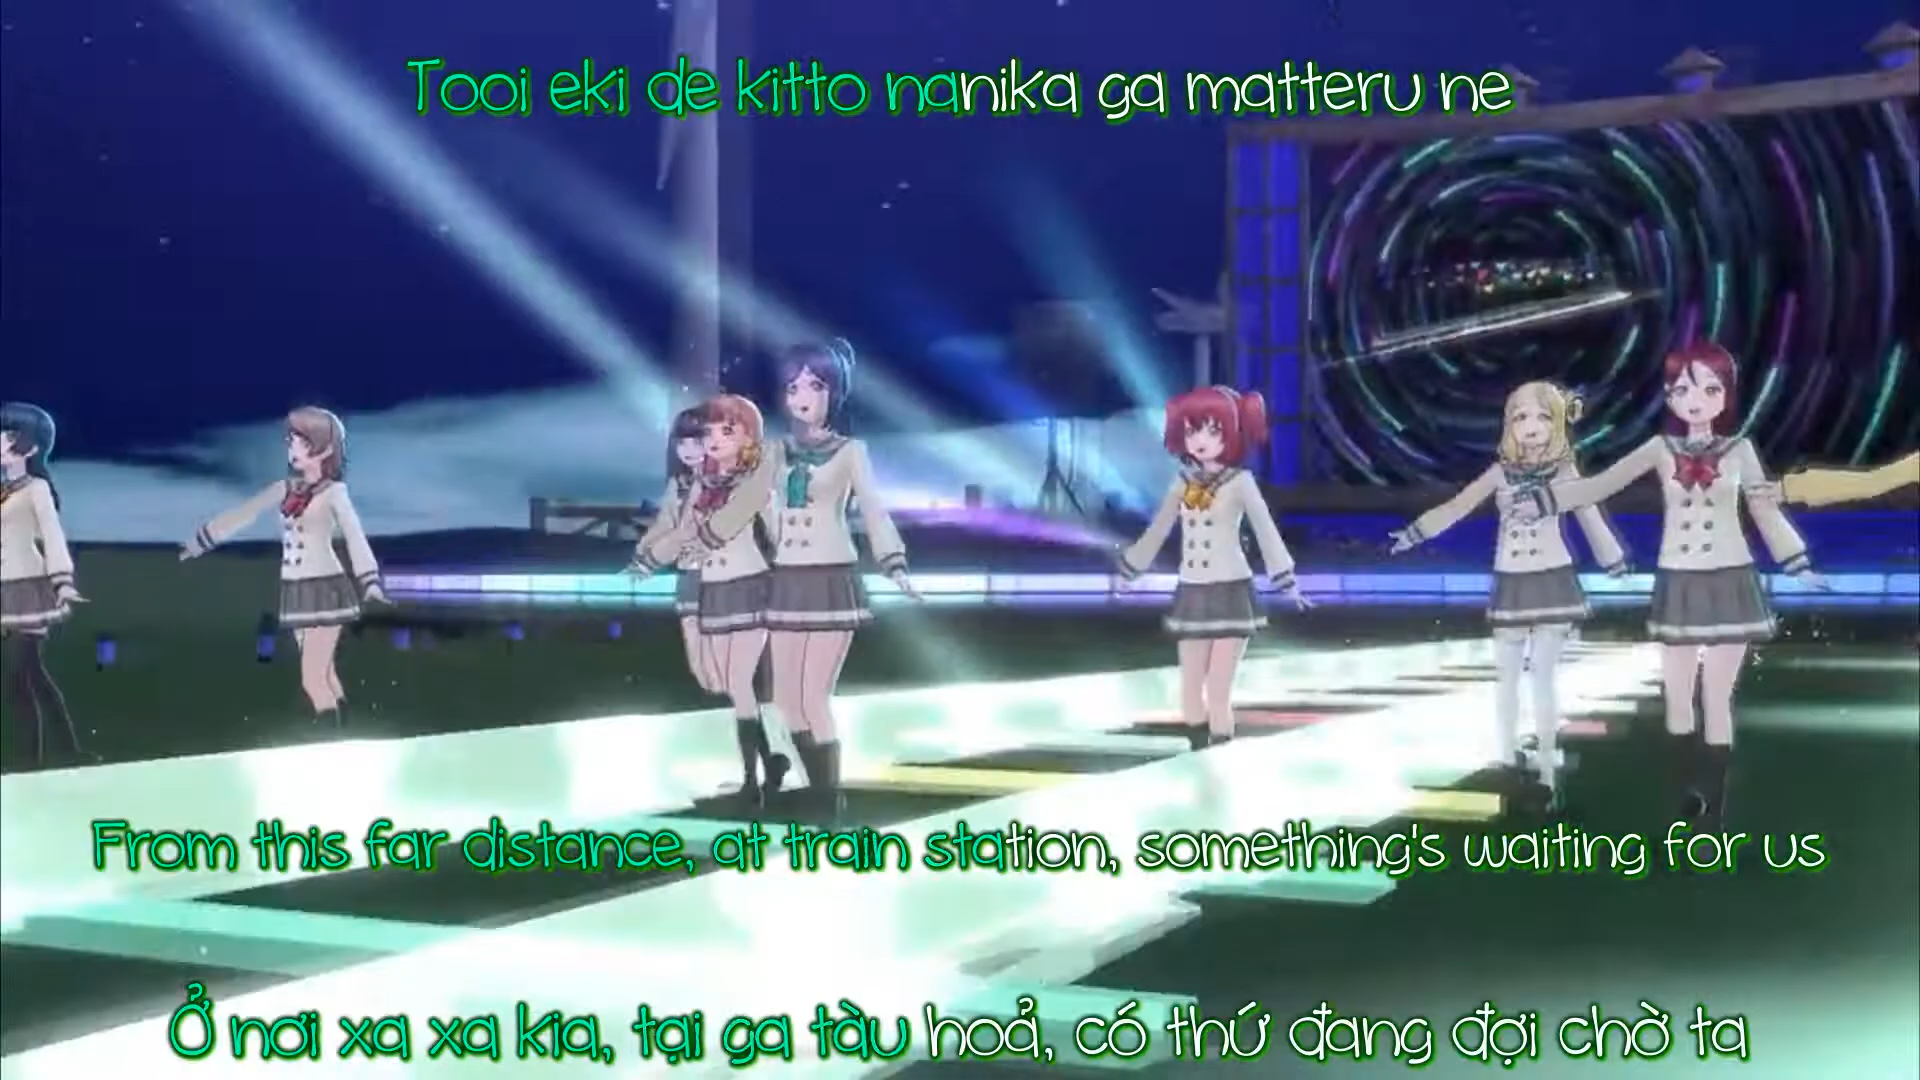 Tooi eki de kitto nanika ga matteru ne
From this far distance, at train station, something's waiting for us
Ở nơi xa xa kia, tại ga tàu hoả, có thứ đang đợi chờ ta